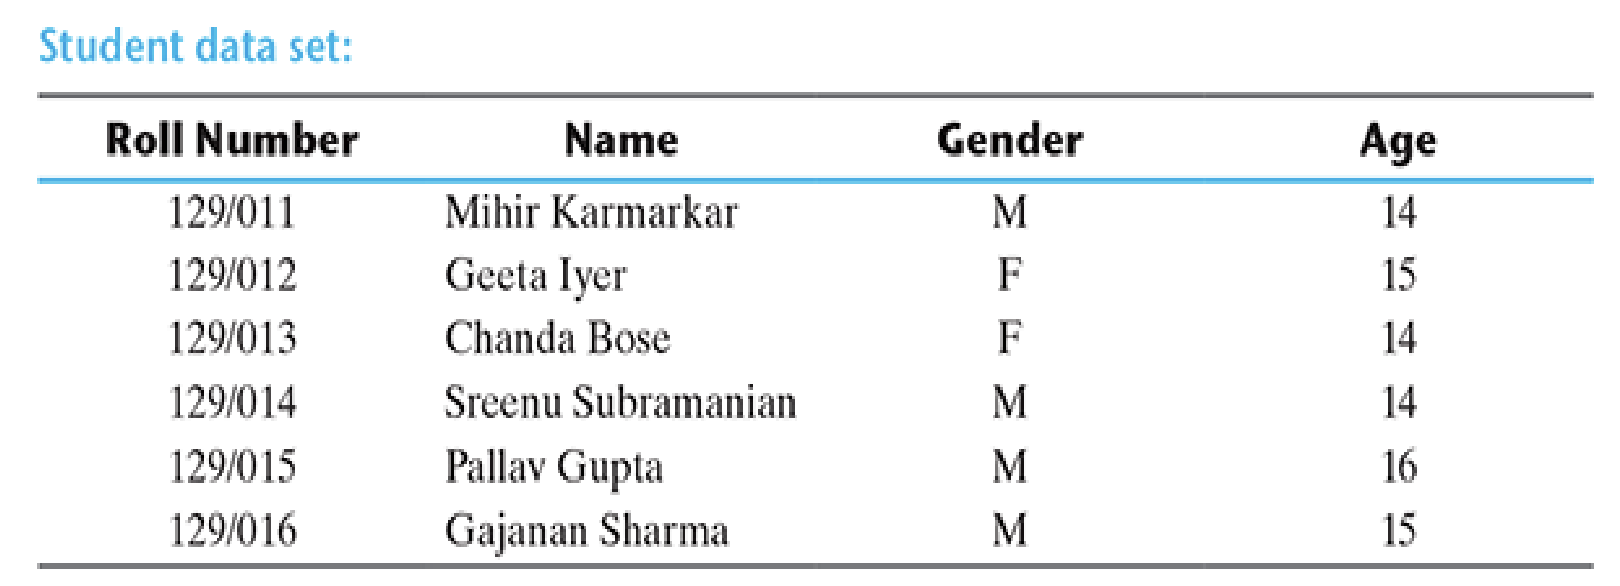 Student data set:
Roll Number Name Gender Age
129/011 Mihir Karmarkar M 14
129/012 Geeta Iyer F 15
129/013 Chanda Bose F 14
129/014 Sreenu Subramanian M 14
129/015 Pallav Gupta M 16
129/016 Gajanan Sharma M 15